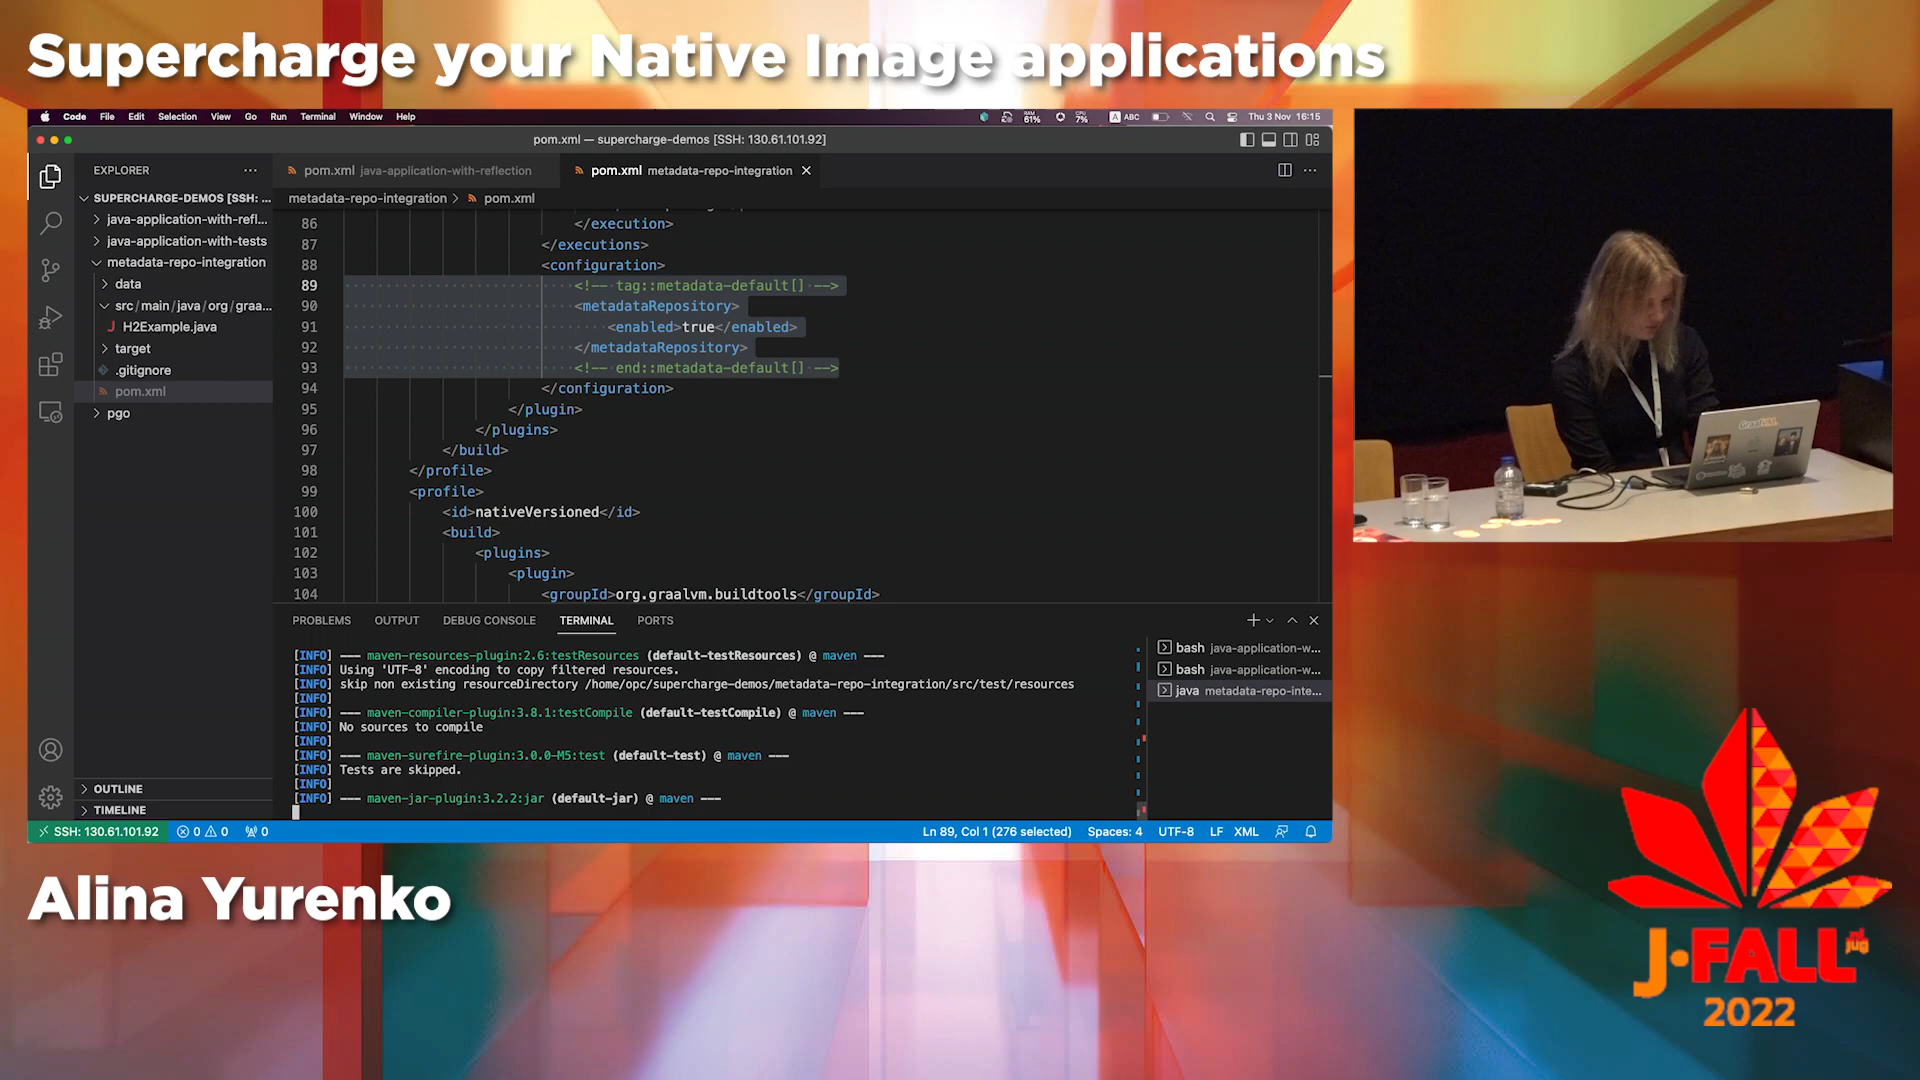 Supercharge your Native Image applications
Code File Edit Selection View Go Run Terminal Window Help
RAM 61% CPU 7% A ABC Thu 3 Nov 16:15
pom.xml — supercharge-demos [SSH: 130.61.101.92]
EXPLORER
pom.xml java-application-with-reflection
pom.xml metadata-repo-integration
SUPERCHARGE-DEMOS [SSH: ...
metadata-repo-integration > pom.xml
java-application-with-refl...
java-application-with-tests
metadata-repo-integration
data
src/main/java/org/graa...
J H2Example.java
target
.gitignore
pom.xml
pgo
86 </execution>
87 </executions>
88 <configuration>
89 <!-- tag::metadata-default[] -->
90 <metadataRepository>
91 <enabled>true</enabled>
92 </metadataRepository>
93 <!-- end::metadata-default[] -->
94 </configuration>
95 </plugin>
96 </plugins>
97 </build>
98 </profile>
99 <profile>
100 <id>nativeVersioned</id>
101 <build>
102 <plugins>
103 <plugin>
104 <groupId>org.graalvm.buildtools</groupId>
PROBLEMS OUTPUT DEBUG CONSOLE TERMINAL PORTS
[INFO] --- maven-resources-plugin:2.6:testResources (default-testResources) @ maven ---
[INFO] Using 'UTF-8' encoding to copy filtered resources.
[INFO] skip non existing resourceDirectory /home/opc/supercharge-demos/metadata-repo-integration/src/test/resources
[INFO]
[INFO] --- maven-compiler-plugin:3.8.1:testCompile (default-testCompile) @ maven ---
[INFO] No sources to compile
[INFO]
[INFO] --- maven-surefire-plugin:3.0.0-M5:test (default-test) @ maven ---
[INFO] Tests are skipped.
[INFO]
[INFO] --- maven-jar-plugin:3.2.2:jar (default-jar) @ maven ---
bash java-application-w...
bash java-application-w...
java metadata-repo-inte...
OUTLINE
TIMELINE
SSH: 130.61.101.92 0 0 0 Ln 89, Col 1 (276 selected) Spaces: 4 UTF-8 LF XML
Alina Yurenko
J•FALL
nl jug
2022